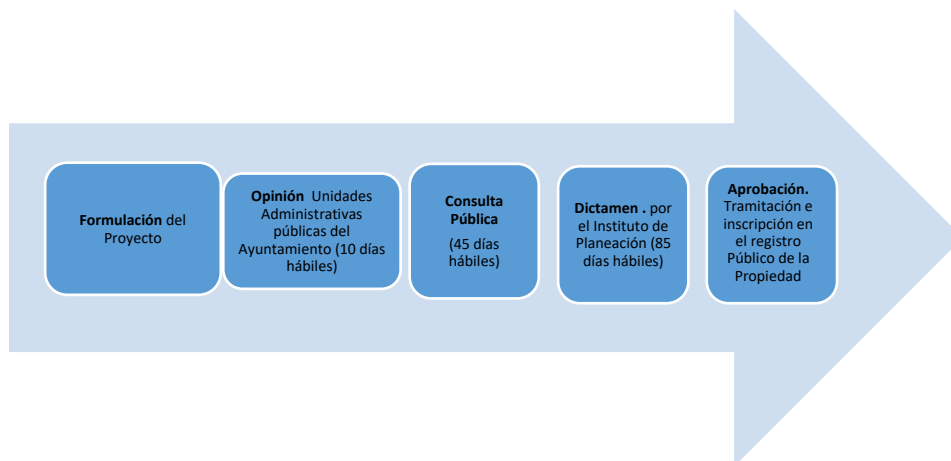 Formulación del
Proyecto
Opinión Unidades
Administrativas
públicas del
Ayuntamiento (10 días
hábiles)
Consulta
Pública
(45 días
hábiles)
Dictamen . por
el Instituto de
Planeación (85
días hábiles)
Aprobación.
Tramitación e
inscripción en
el registro
Público de la
Propiedad